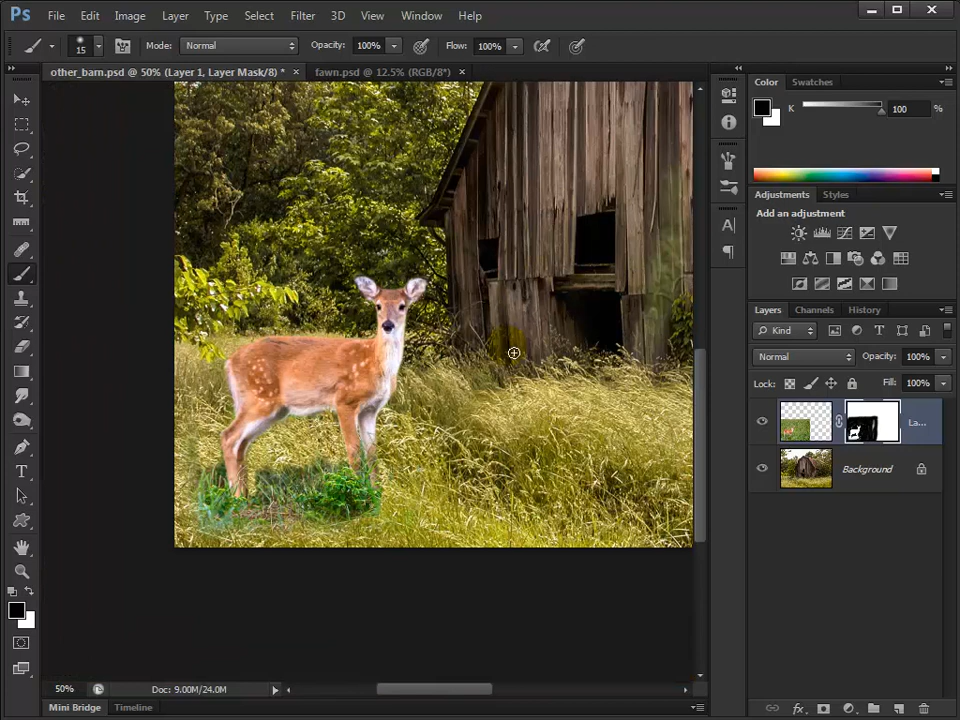 Ps File Edit Image Layer Type Select Filter 3D View Window Help
15 Mode: Normal Opacity: 100% Flow: 100%
other_barn.psd @ 50% (Layer 1, Layer Mask/8) * × fawn.psd @ 12.5% (RGB/8*) ×
Color Swatches
K 100 %
Adjustments Styles
Add an adjustment
Layers Channels History
Kind
Normal Opacity: 100%
Lock: Fill: 100%
La...
Background
50% Doc: 9.00M/24.0M
Mini Bridge Timeline